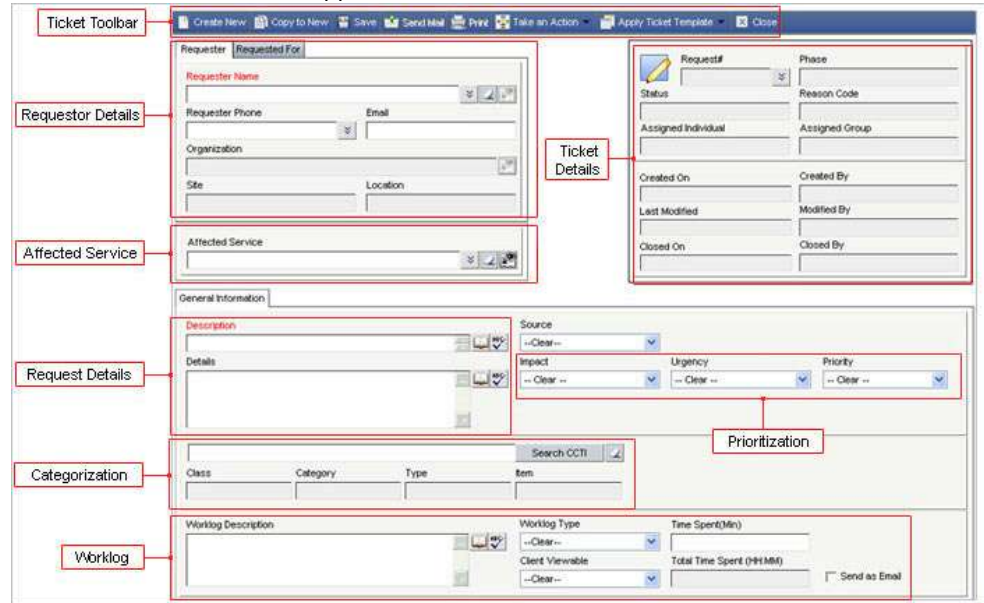 Ticket Toolbar
Create New Copy to New Save Send Mail Print Take an Action Apply Ticket Template Close
Requester Requested For
Requester Name
Requester Phone Email
Organization
Site Location
Requestor Details
Request# Phase
Status Reason Code
Assigned Individual Assigned Group
Created On Created By
Last Modified Modified By
Closed On Closed By
Ticket
Details
Affected Service
Affected Service
General Information
Description Source
--Clear--
Details Impact Urgency Priority
-- Clear -- -- Clear -- -- Clear --
Request Details
Prioritization
Search CCTI
Categorization
Class Category Type Item
Worklog Description Worklog Type Time Spent(Min)
--Clear--
Client Viewable Total Time Spent (HH:MM)
--Clear-- Send as Email
Worklog